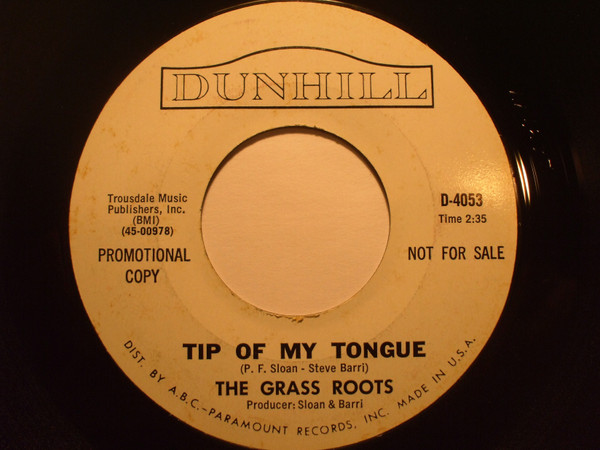 DUNHILL
Trousdale Music
Publishers, Inc.
(BMI)
(45-00978)
PROMOTIONAL
COPY
D-4053
Time 2:35
NOT FOR SALE
TIP OF MY TONGUE
(P. F. Sloan - Steve Barri)
THE GRASS ROOTS
Producer: Sloan & Barri
DIST. BY A.B.C.-PARAMOUNT RECORDS, INC. MADE IN U.S.A.